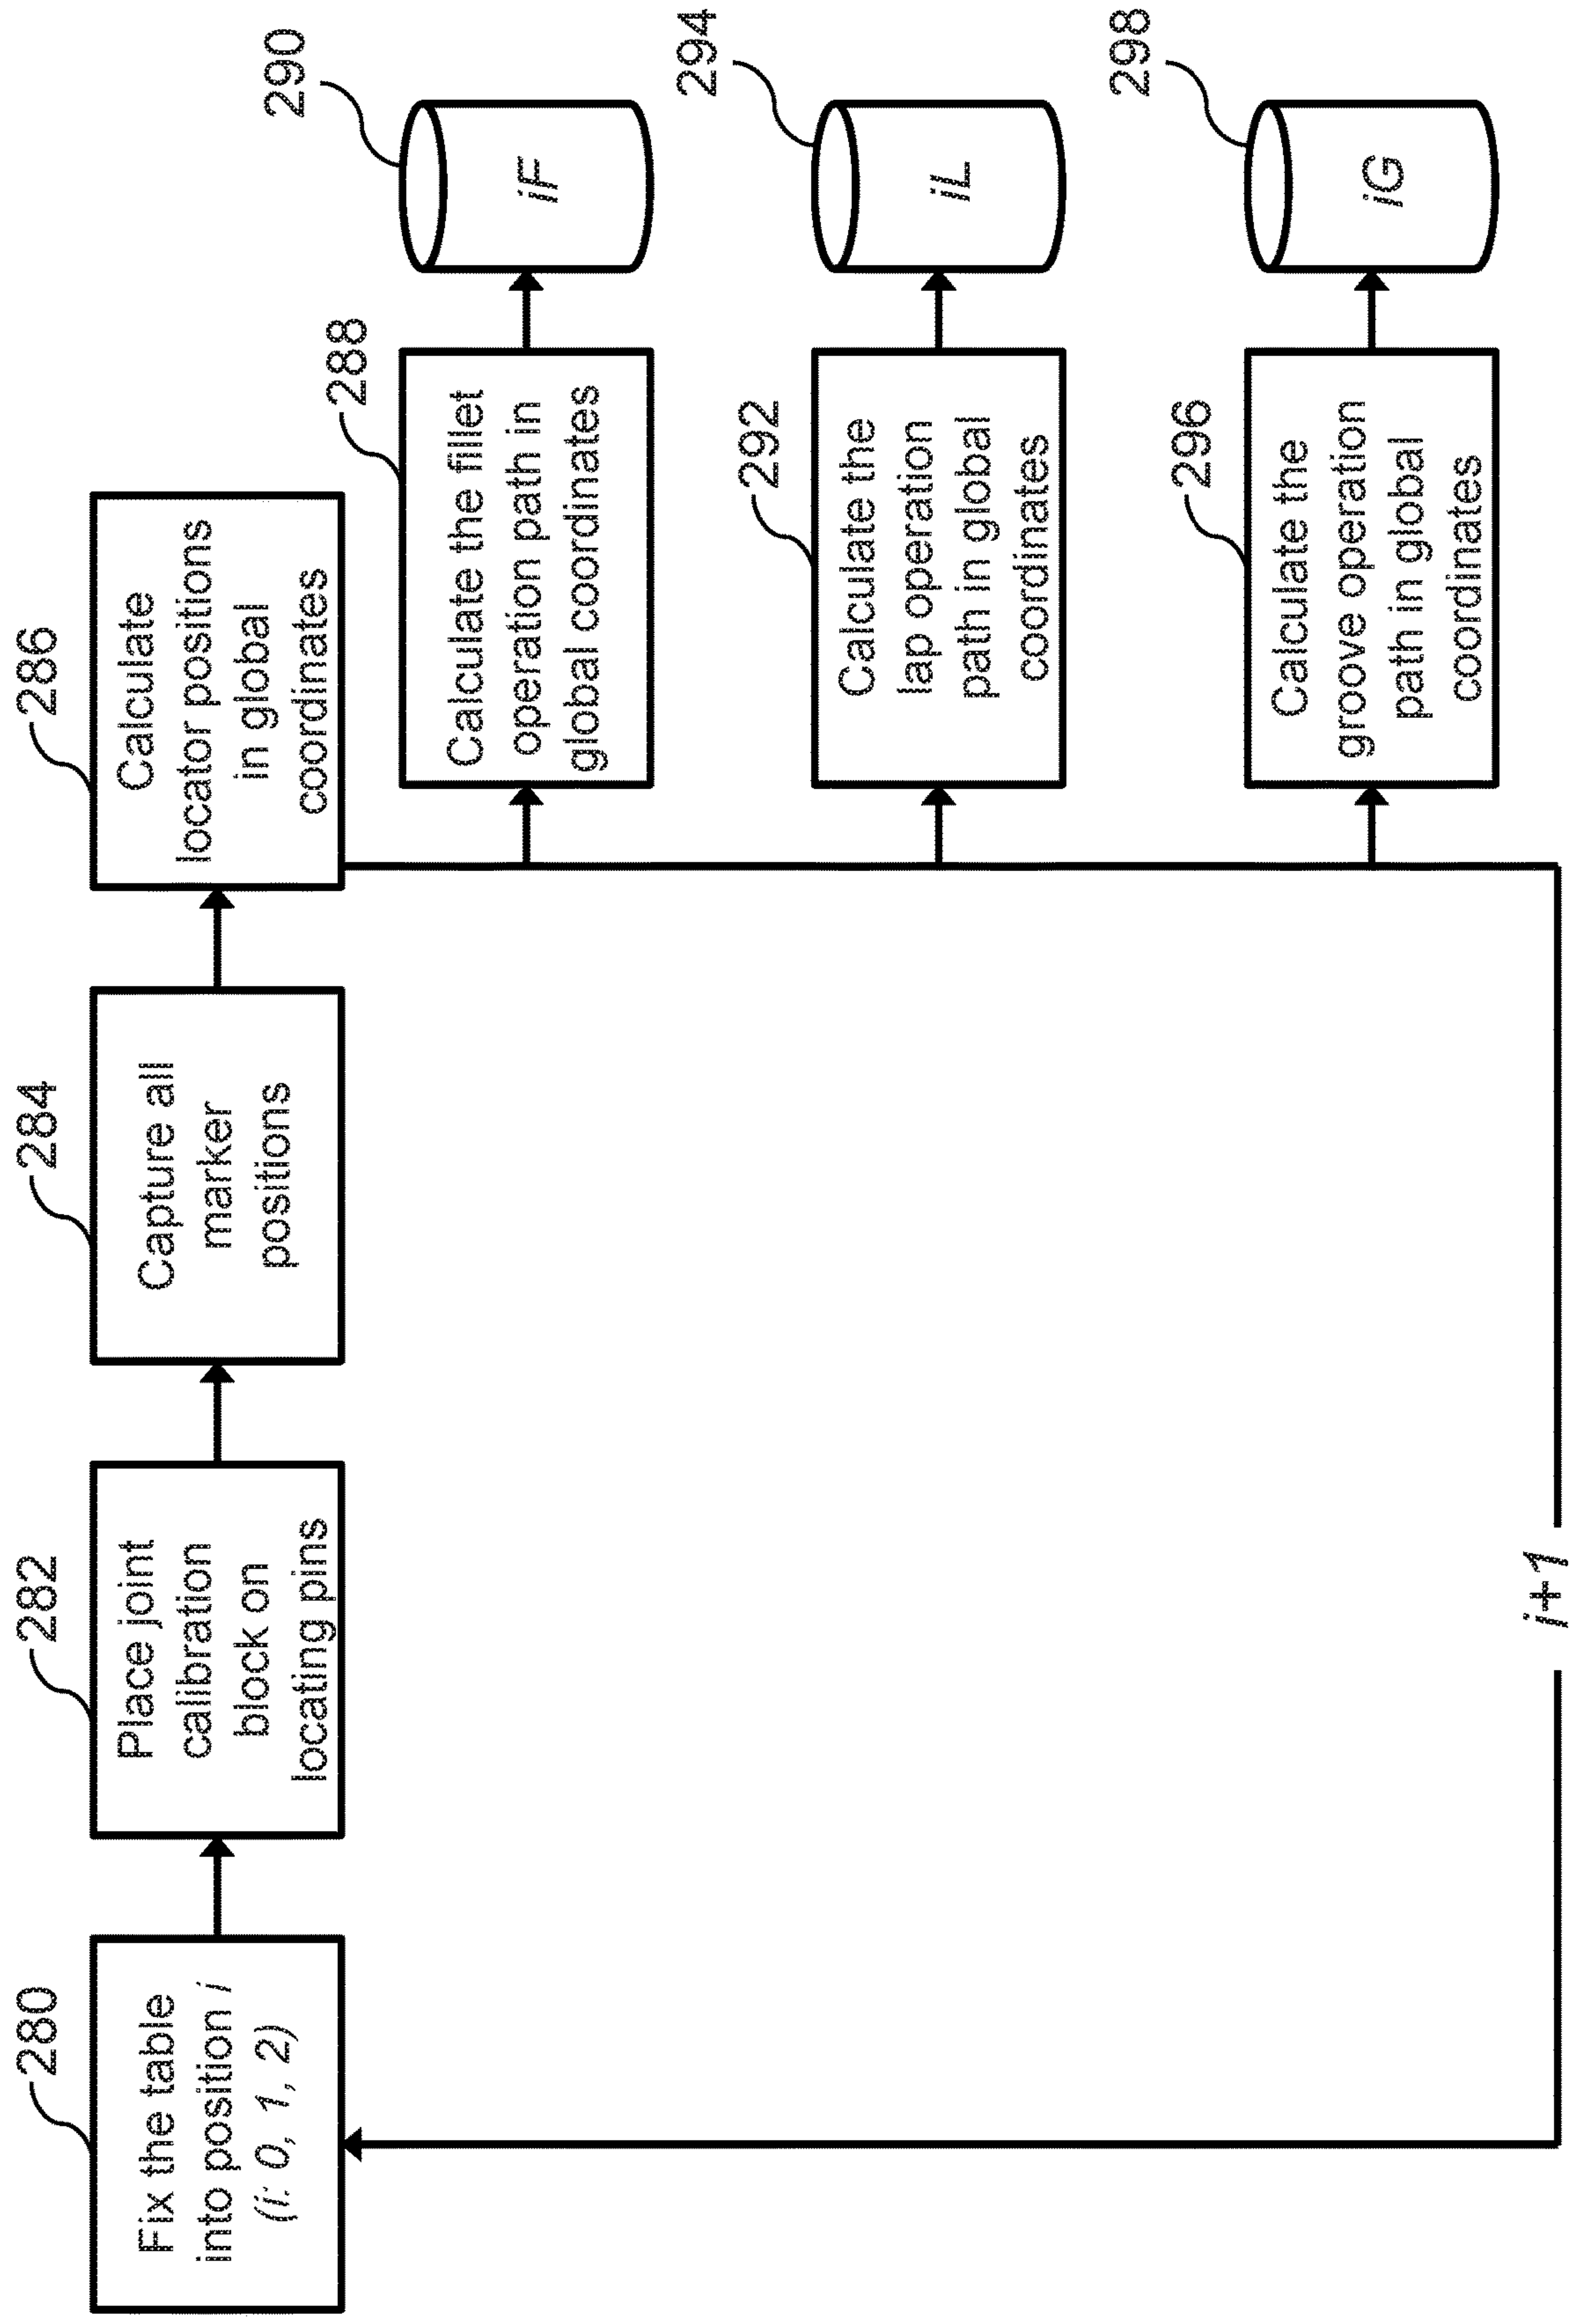 280
Fix the table
into position i
(i: 0, 1, 2)
282
Place joint
calibration
block on
locating pins
284
Capture all
marker
positions
286
Calculate
locator positions
in global
coordinates
288
Calculate the fillet
operation path in
global coordinates
290
iF
292
Calculate the
lap operation
path in global
coordinates
294
iL
296
Calculate the
groove operation
path in global
coordinates
298
iG
i+1